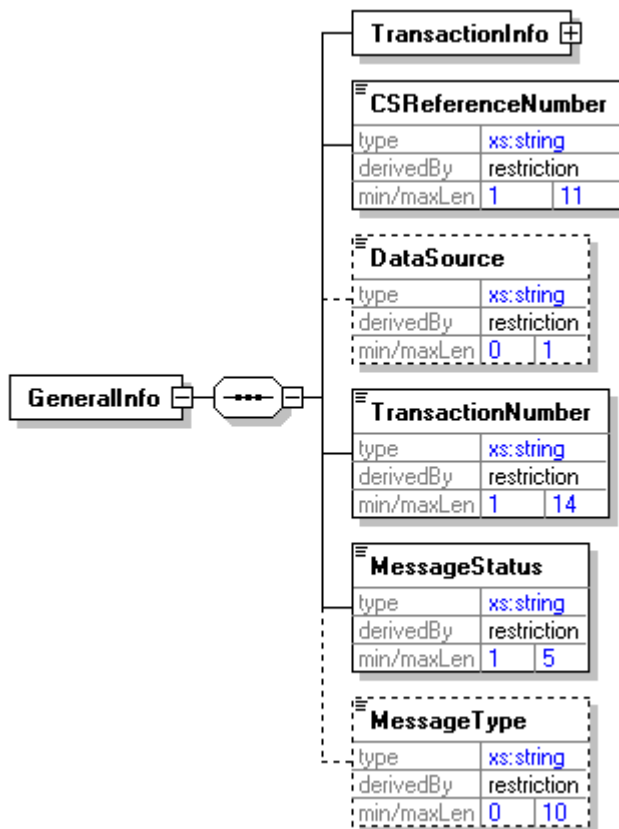 TransactionInfo
CSReferenceNumber
type xs:string
derivedBy restriction
min/maxLen 1 11
DataSource
type xs:string
derivedBy restriction
min/maxLen 0 1
GeneralInfo
TransactionNumber
type xs:string
derivedBy restriction
min/maxLen 1 14
MessageStatus
type xs:string
derivedBy restriction
min/maxLen 1 5
MessageType
type xs:string
derivedBy restriction
min/maxLen 0 10